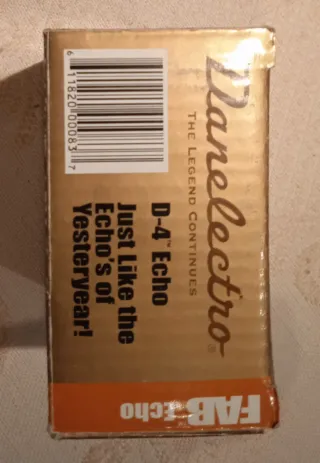 Danelectro®
THE LEGEND CONTINUES
D-4™ Echo
Just Like the
Echo's of
Yesteryear!
6 11820 00083 7
FAB Echo